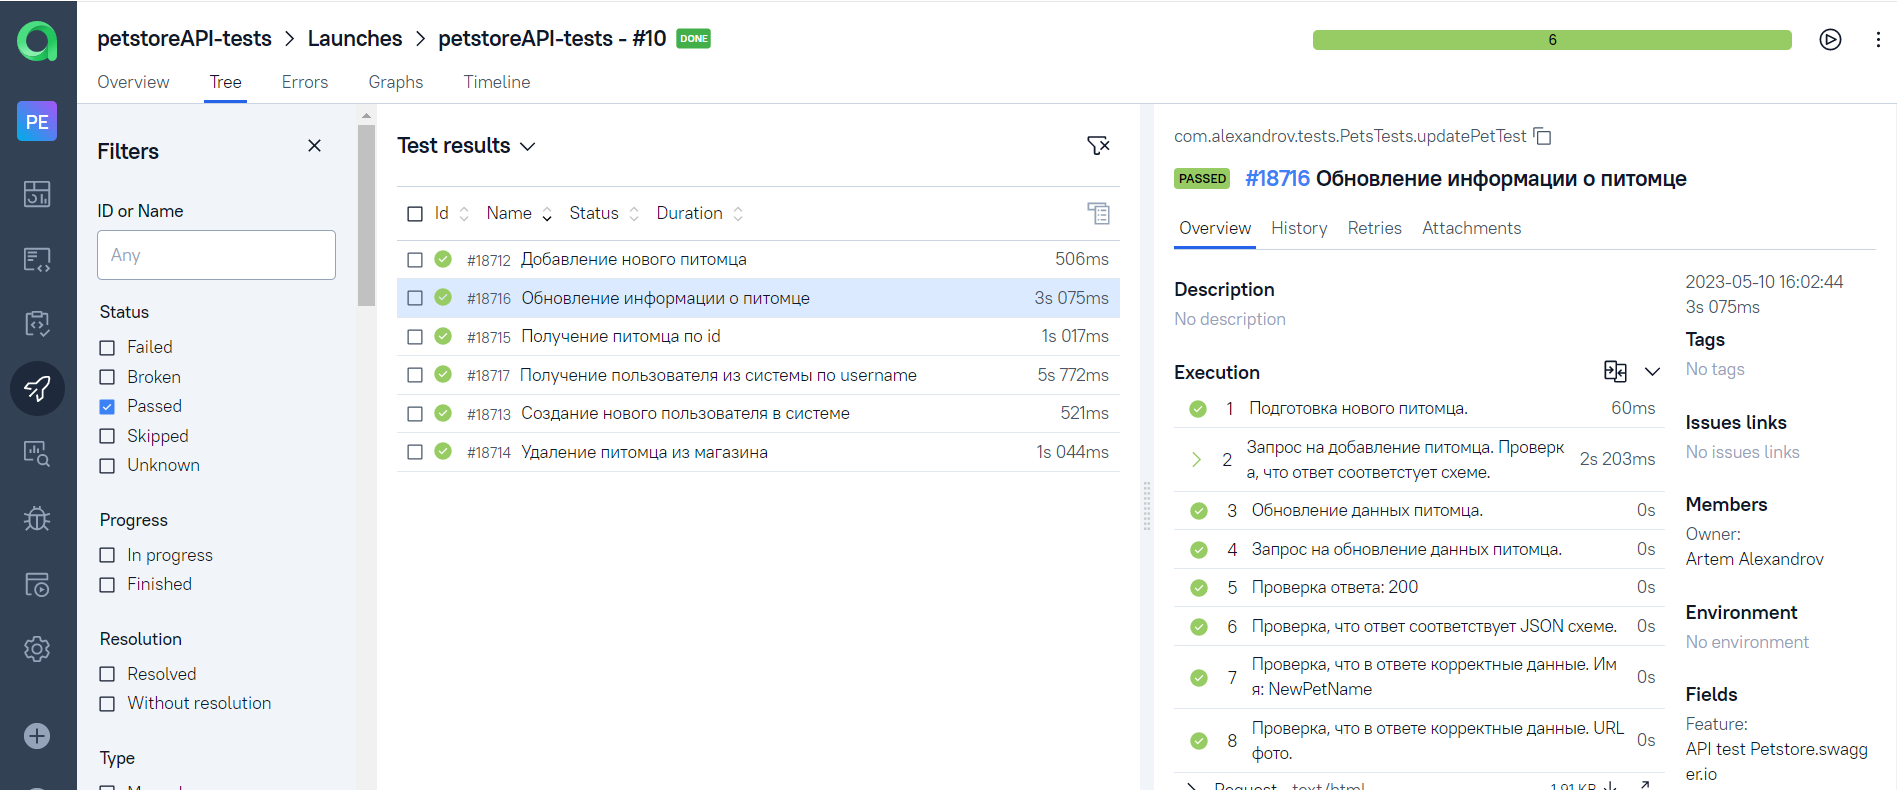 petstoreAPI-tests > Launches > petstoreAPI-tests - #10 DONE
6
Overview Tree Errors Graphs Timeline
PE
Filters
ID or Name
Any
Status
Failed
Broken
Passed
Skipped
Unknown
Progress
In progress
Finished
Resolution
Resolved
Without resolution
Type
Test results
Id Name Status Duration
#18712 Добавление нового питомца 506ms
#18716 Обновление информации о питомце 3s 075ms
#18715 Получение питомца по id 1s 017ms
#18717 Получение пользователя из системы по username 5s 772ms
#18713 Создание нового пользователя в системе 521ms
#18714 Удаление питомца из магазина 1s 044ms
com.alexandrov.tests.PetsTests.updatePetTest
PASSED #18716 Обновление информации о питомце
Overview History Retries Attachments
Description
No description
Execution
1 Подготовка нового питомца. 60ms
2 Запрос на добавление питомца. Проверк
а, что ответ соответстует схеме. 2s 203ms
3 Обновление данных питомца. 0s
4 Запрос на обновление данных питомца. 0s
5 Проверка ответа: 200 0s
6 Проверка, что ответ соответствует JSON схеме. 0s
7 Проверка, что в ответе корректные данные. Им
я: NewPetName 0s
8 Проверка, что в ответе корректные данные. URL
фото. 0s
Request text/html 1.91 KB
2023-05-10 16:02:44
3s 075ms
Tags
No tags
Issues links
No issues links
Members
Owner:
Artem Alexandrov
Environment
No environment
Fields
Feature:
API test Petstore.swagg
er.io